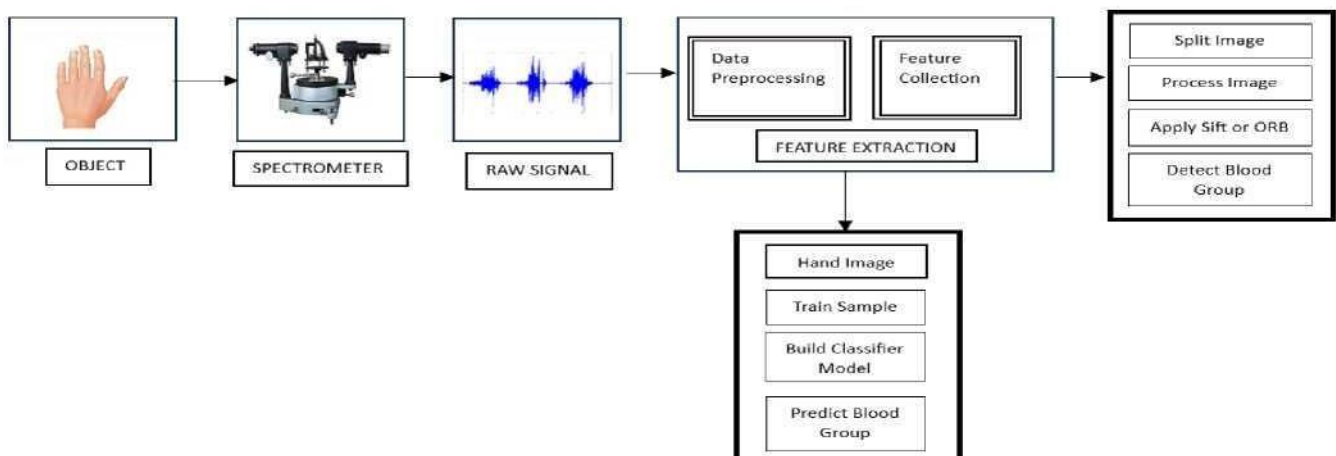 OBJECT
SPECTROMETER
RAW SIGNAL
Data
Preprocessing
Feature
Collection
FEATURE EXTRACTION
Split Image
Process Image
Apply Sift or ORB
Detect Blood
Group
Hand Image
Train Sample
Build Classifier
Model
Predict Blood
Group